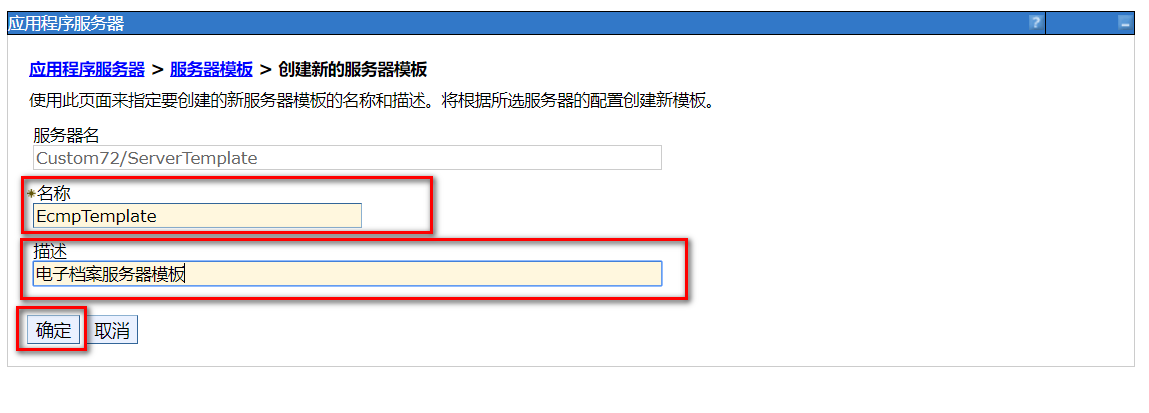 应用程序服务器
?
应用程序服务器 > 服务器模板 > 创建新的服务器模板
使用此页面来指定要创建的新服务器模板的名称和描述。将根据所选服务器的配置创建新模板。
服务器名
Custom72/ServerTemplate
*名称
EcmpTemplate
描述
电子档案服务器模板
确定 取消